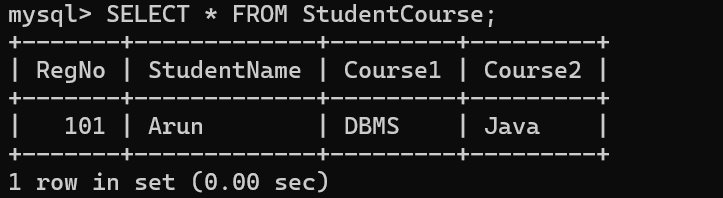 mysql> SELECT * FROM StudentCourse;
+-------+-------------+---------+---------+
| RegNo | StudentName | Course1 | Course2 |
+-------+-------------+---------+---------+
|   101 | Arun        | DBMS    | Java    |
+-------+-------------+---------+---------+
1 row in set (0.00 sec)